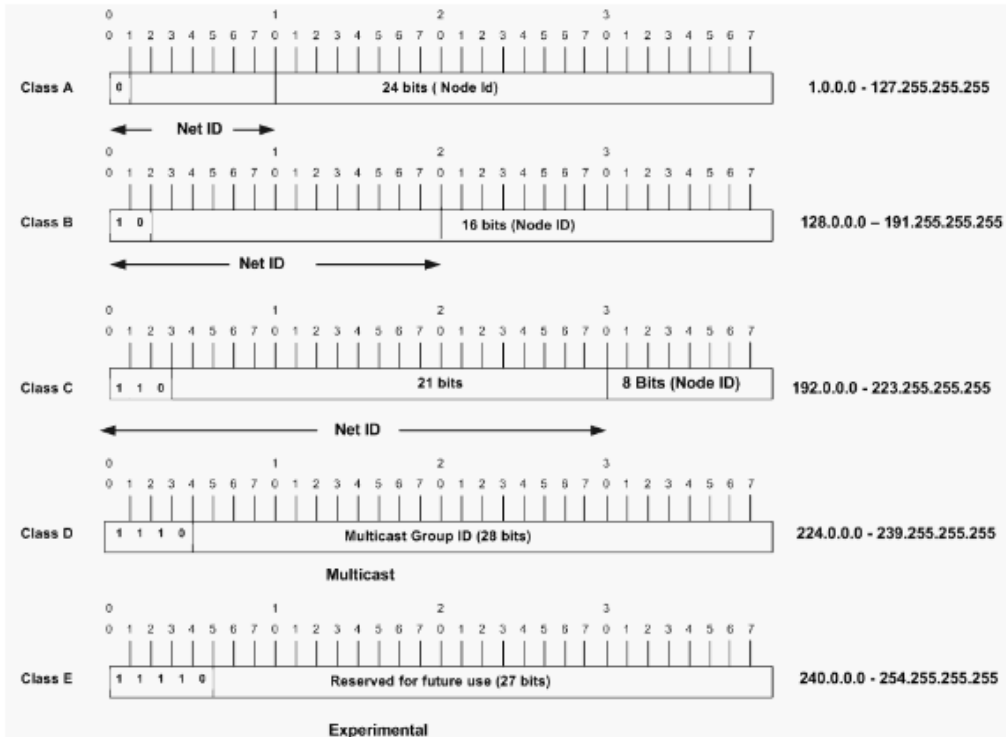 0 1 2 3
0 1 2 3 4 5 6 7 0 1 2 3 4 5 6 7 0 1 2 3 4 5 6 7 0 1 2 3 4 5 6 7
Class A 0 24 bits ( Node Id) 1.0.0.0 - 127.255.255.255
Net ID
0 1 2 3
0 1 2 3 4 5 6 7 0 1 2 3 4 5 6 7 0 1 2 3 4 5 6 7 0 1 2 3 4 5 6 7
Class B 1 0 16 bits (Node ID) 128.0.0.0 – 191.255.255.255
Net ID
0 1 2 3
0 1 2 3 4 5 6 7 0 1 2 3 4 5 6 7 0 1 2 3 4 5 6 7 0 1 2 3 4 5 6 7
Class C 1 1 0 21 bits 8 Bits (Node ID) 192.0.0.0 - 223.255.255.255
Net ID
0 1 2 3
0 1 2 3 4 5 6 7 0 1 2 3 4 5 6 7 0 1 2 3 4 5 6 7 0 1 2 3 4 5 6 7
Class D 1 1 1 0 Multicast Group ID (28 bits) 224.0.0.0 - 239.255.255.255
Multicast
0 1 2 3
0 1 2 3 4 5 6 7 0 1 2 3 4 5 6 7 0 1 2 3 4 5 6 7 0 1 2 3 4 5 6 7
Class E 1 1 1 1 0 Reserved for future use (27 bits) 240.0.0.0 - 254.255.255.255
Experimental